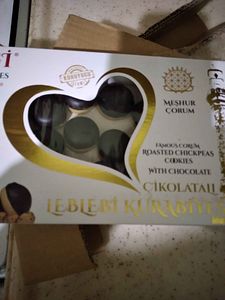 MEŞHUR
ÇORUM
FAMOUS ÇORUM
ROASTED CHICKPEAS
COOKIES
WITH CHOCOLATE
ÇİKOLATALI
LEBLEBİ KURABİYE